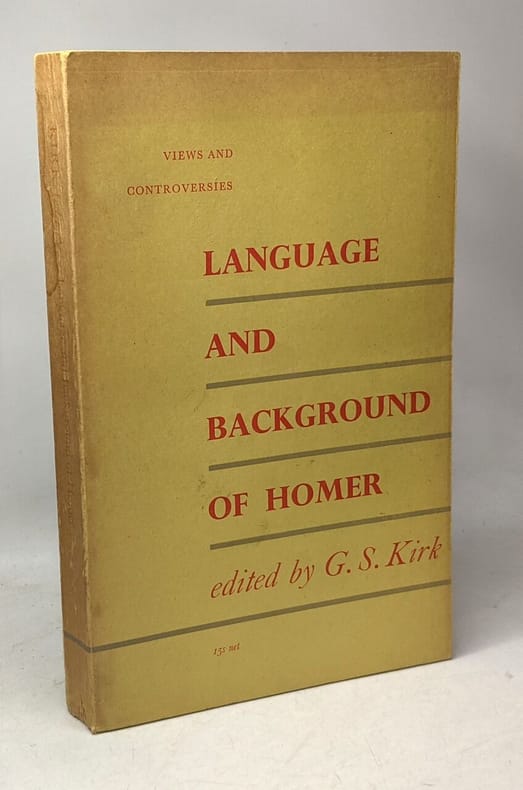 VIEWS AND
CONTROVERSIES
LANGUAGE
AND
BACKGROUND
OF HOMER
edited by G. S. Kirk
15s net